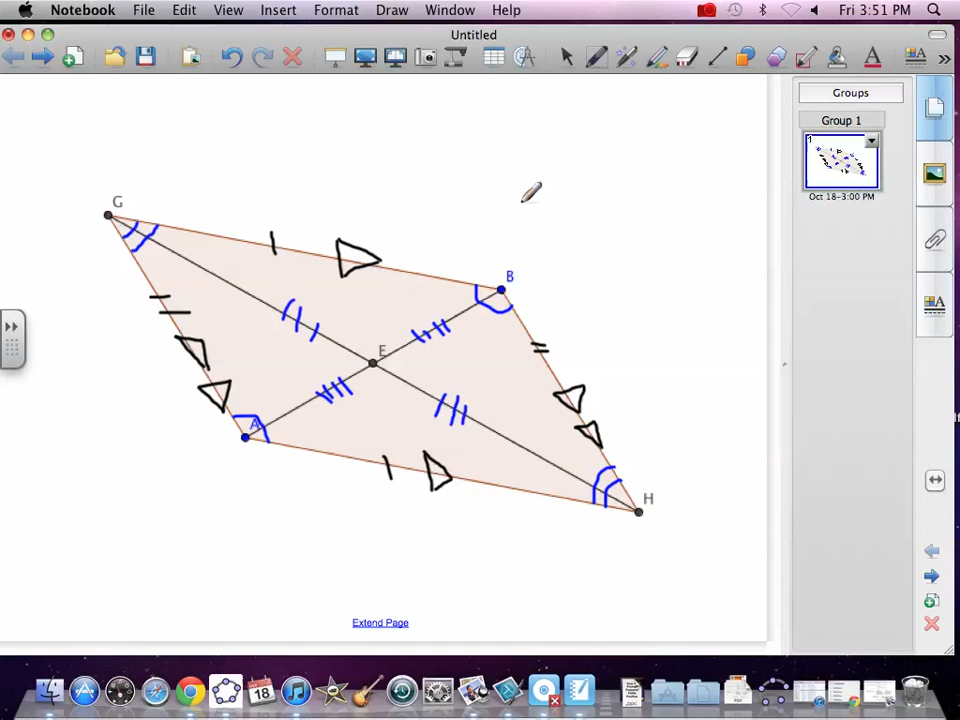 Notebook File Edit View Insert Format Draw Window Help Fri 3:51 PM
Untitled
Groups
Group 1
1
Oct 18-3:00 PM
G
B
E
A
H
Extend Page
18